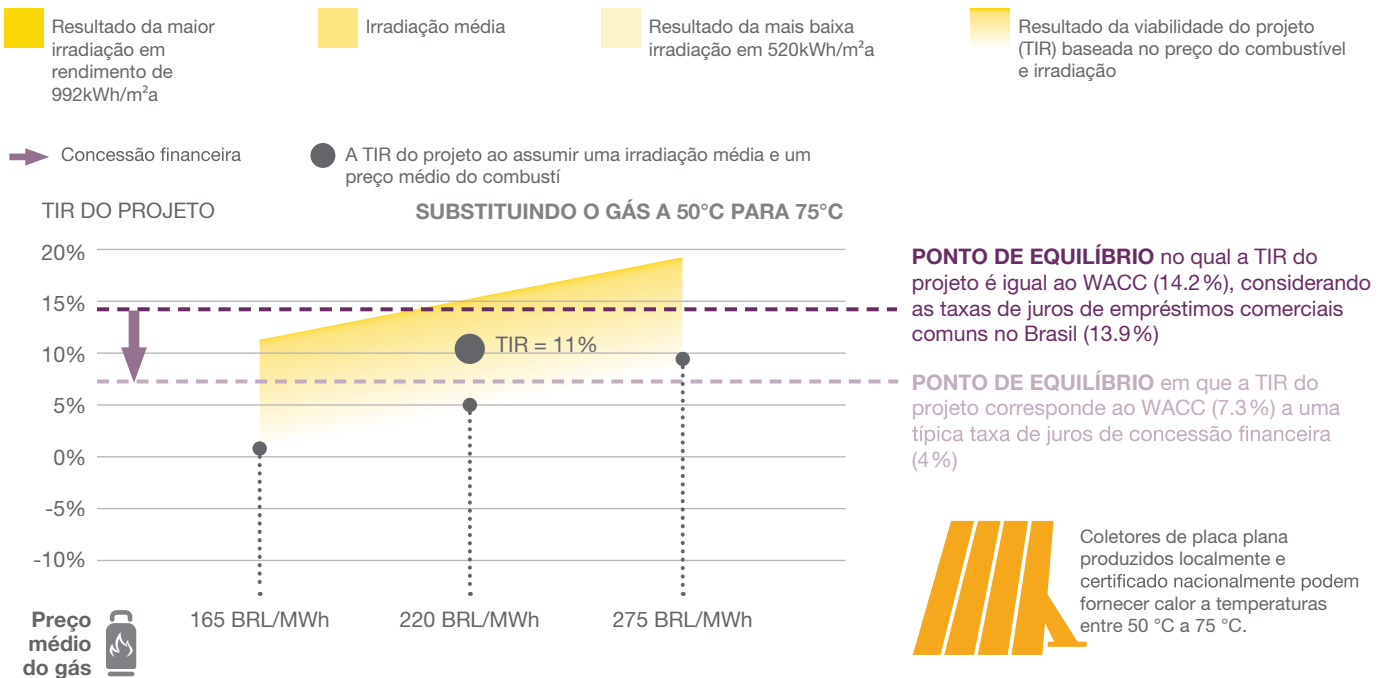 Resultado da maior
irradiação em
rendimento de
992kWh/m²a
Irradiação média
Resultado da mais baixa
irradiação em 520kWh/m²a
Resultado da viabilidade do projeto
(TIR) baseada no preço do combustível
e irradiação
Concessão financeira
A TIR do projeto ao assumir uma irradiação média e um
preço médio do combustí
TIR DO PROJETO
SUBSTITUINDO O GÁS A 50°C PARA 75°C
20%
15%
10%
5%
0%
-5%
-10%
TIR = 11%
Preço
médio
do gás
165 BRL/MWh
220 BRL/MWh
275 BRL/MWh
PONTO DE EQUILÍBRIO no qual a TIR do
projeto é igual ao WACC (14.2%), considerando
as taxas de juros de empréstimos comerciais
comuns no Brasil (13.9%)
PONTO DE EQUILÍBRIO em que a TIR do
projeto corresponde ao WACC (7.3%) a uma
típica taxa de juros de concessão financeira
(4%)
Coletores de placa plana
produzidos localmente e
certificado nacionalmente podem
fornecer calor a temperaturas
entre 50 °C a 75 °C.